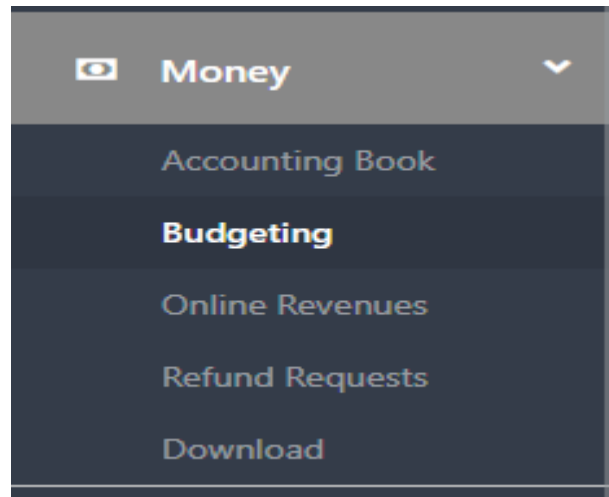 Money
Accounting Book
Budgeting
Online Revenues
Refund Requests
Download